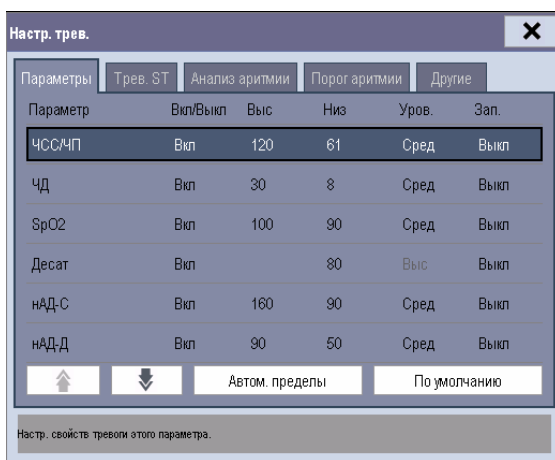 Настр. трев.
Параметры Трев. ST Анализ аритмии Порог аритмии Другие
Параметр Вкл/Выкл Выс Низ Уров. Зап.
ЧСС/ЧП Вкл 120 61 Сред Выкл
ЧД Вкл 30 8 Сред Выкл
SpO2 Вкл 100 90 Сред Выкл
Десат Вкл 80 Выс Выкл
нАД-С Вкл 160 90 Сред Выкл
нАД-Д Вкл 90 50 Сред Выкл
Автом. пределы По умолчанию
Настр. свойств тревоги этого параметра.